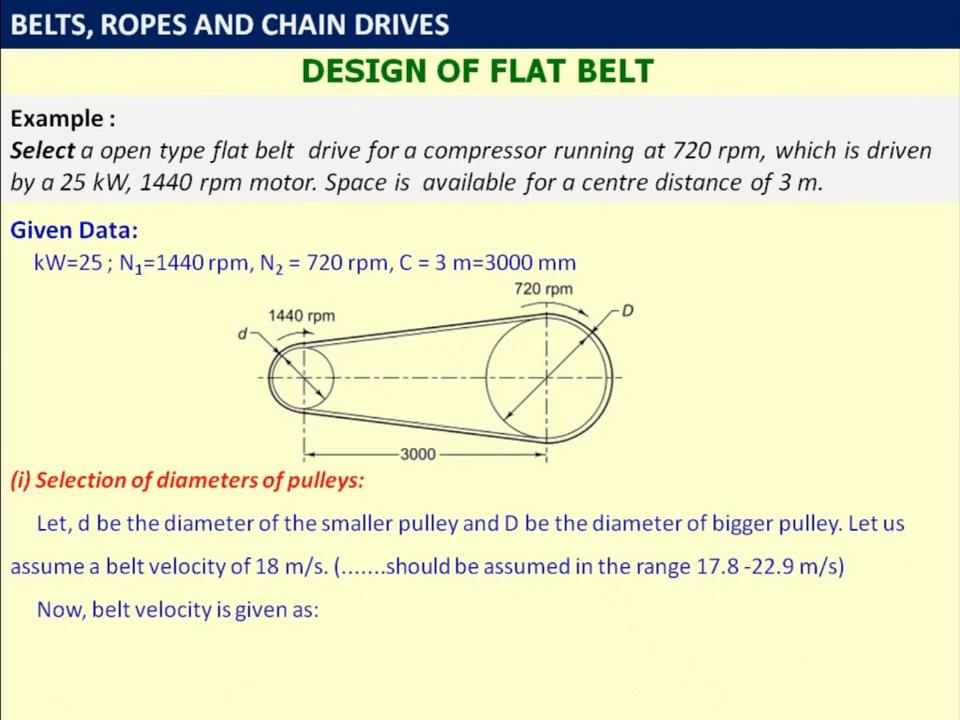 BELTS, ROPES AND CHAIN DRIVES
DESIGN OF FLAT BELT
Example :
Select a open type flat belt drive for a compressor running at 720 rpm, which is driven
by a 25 kW, 1440 rpm motor. Space is available for a centre distance of 3 m.
Given Data:
kW=25 ; N₁=1440 rpm, N₂ = 720 rpm, C = 3 m=3000 mm
720 rpm
1440 rpm
D
d
3000
(i) Selection of diameters of pulleys:
Let, d be the diameter of the smaller pulley and D be the diameter of bigger pulley. Let us
assume a belt velocity of 18 m/s. (.......should be assumed in the range 17.8 -22.9 m/s)
Now, belt velocity is given as: